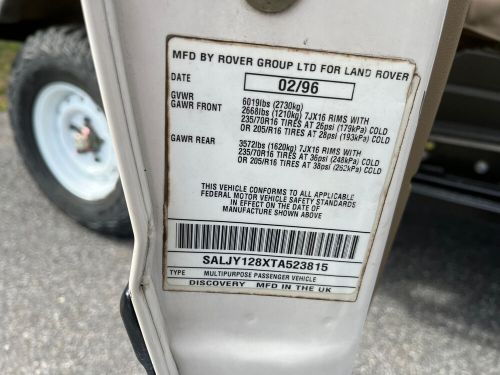 MFD BY ROVER GROUP LTD FOR LAND ROVER
DATE 02/96
GVWR 6019lbs (2730kg)
GAWR FRONT 2668lbs (1210kg) 7JX16 RIMS WITH
235/70R16 TIRES AT 26psi (179kPa) COLD
OR 205/R16 TIRES AT 28psi (193kPa) COLD
GAWR REAR 3572lbs (1620kg) 7JX16 RIMS WITH
235/70R16 TIRES AT 36psi (248kPa) COLD
OR 205/R16 TIRES AT 38psi (262kPa) COLD
THIS VEHICLE CONFORMS TO ALL APPLICABLE
FEDERAL MOTOR VEHICLE SAFETY STANDARDS
IN EFFECT ON THE DATE OF
MANUFACTURE SHOWN ABOVE
SALJY128XTA523815
TYPE MULTIPURPOSE PASSENGER VEHICLE
DISCOVERY MFD IN THE UK